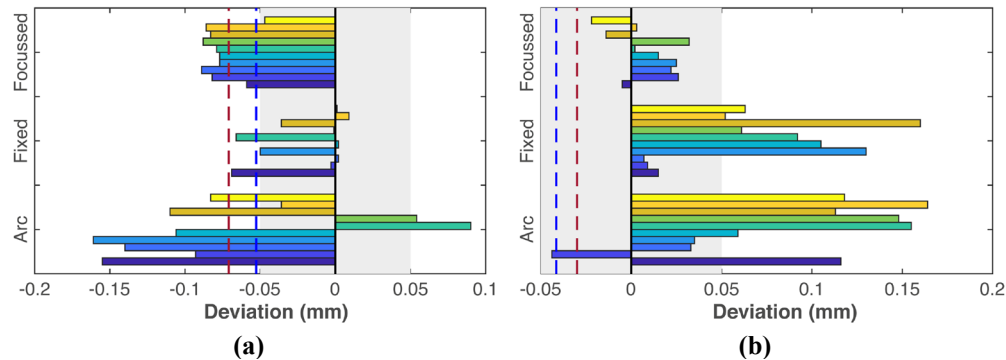 Focussed
Fixed
Arc
-0.2 -0.15 -0.1 -0.05 0 0.05 0.1
Deviation (mm)
(a)
Focussed
Fixed
Arc
-0.05 0 0.05 0.1 0.15 0.2
Deviation (mm)
(b)